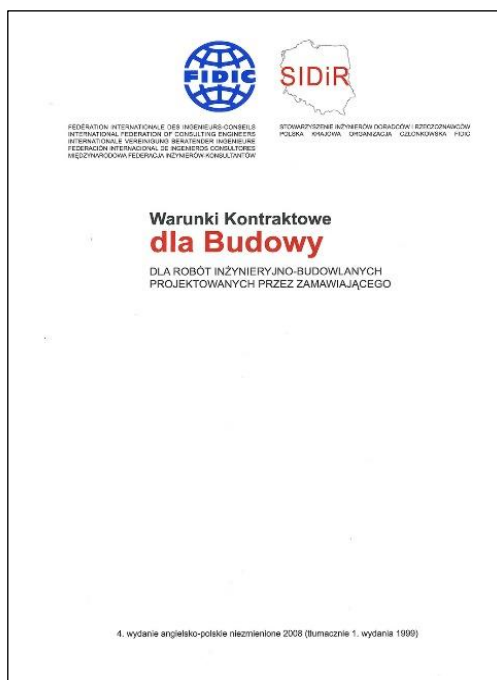 FIDIC
SIDiR
FÉDÉRATION INTERNATIONALE DES INGENIEURS-CONSEILS
INTERNATIONAL FEDERATION OF CONSULTING ENGINEERS
INTERNATIONALE VEREINIGUNG BERATENDER INGENIEURE
FEDERACIÓN INTERNACIONAL DE INGENIEROS CONSULTORES
MIĘDZYNARODOWA FEDERACJA INŻYNIERÓW-KONSULTANTÓW
STOWARZYSZENIE INŻYNIERÓW DORADCÓW I RZECZOZNAWCÓW
POLSKA KRAJOWA ORGANIZACJA CZŁONKOWSKA FIDIC
Warunki Kontraktowe
dla Budowy
DLA ROBÓT INŻYNIERYJNO-BUDOWLANYCH
PROJEKTOWANYCH PRZEZ ZAMAWIAJĄCEGO
4. wydanie angielsko-polskie niezmienione 2008 (tłumacznie 1. wydania 1999)